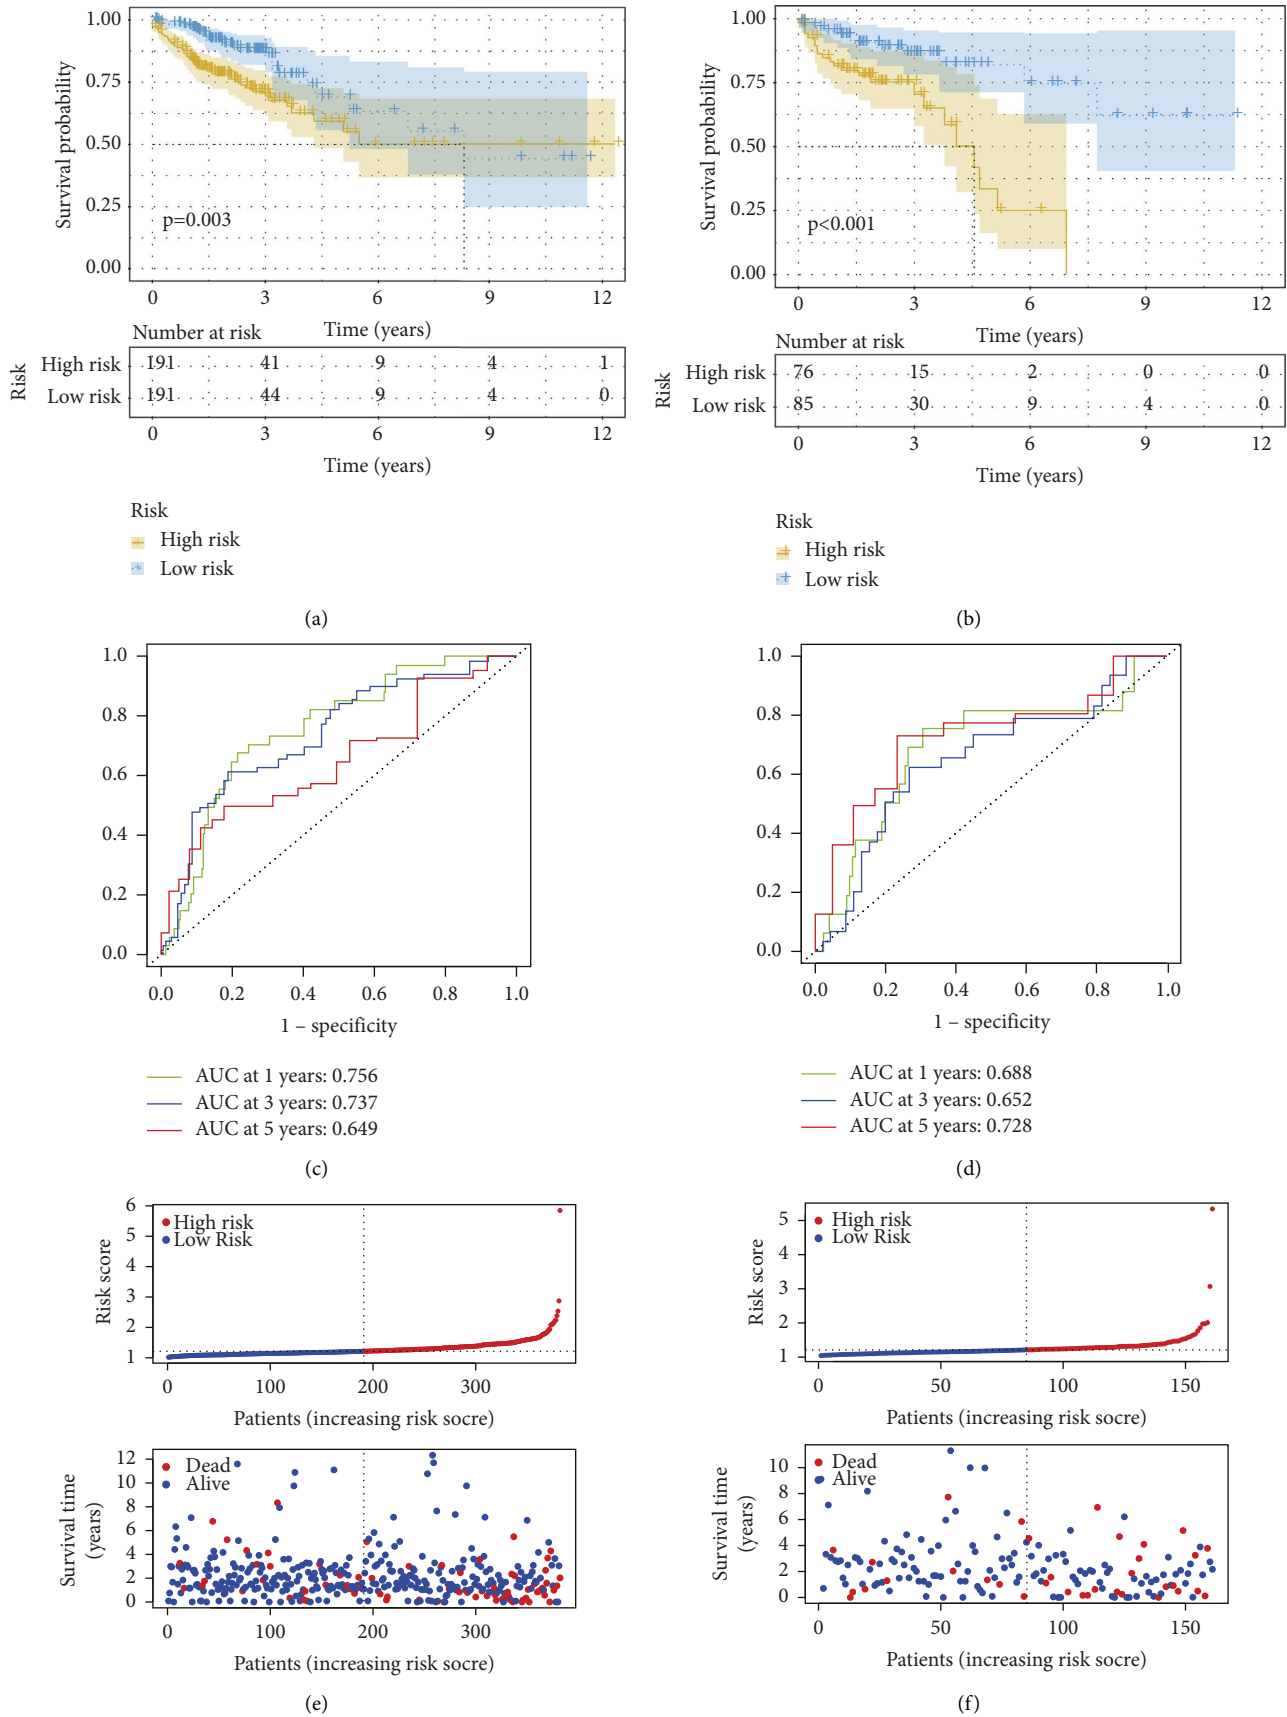 1.00
0.75
0.50
0.25
0.00
Survival probability
p=0.003
0 3 6 9 12
Time (years)
Number at risk
Risk
High risk 191 41 9 4 1
Low risk 191 44 9 4 0
0 3 6 9 12
Time (years)
Risk
High risk
Low risk
(a)
1.00
0.75
0.50
0.25
0.00
Survival probability
p<0.001
0 3 6 9 12
Time (years)
Number at risk
Risk
High risk 76 15 2 0 0
Low risk 85 30 9 4 0
0 3 6 9 12
Time (years)
Risk
High risk
Low risk
(b)
1.0
0.8
0.6
0.4
0.2
0.0
0.0 0.2 0.4 0.6 0.8 1.0
1 – specificity
AUC at 1 years: 0.756
AUC at 3 years: 0.737
AUC at 5 years: 0.649
(c)
1.0
0.8
0.6
0.4
0.2
0.0
0.0 0.2 0.4 0.6 0.8 1.0
1 – specificity
AUC at 1 years: 0.688
AUC at 3 years: 0.652
AUC at 5 years: 0.728
(d)
6
5
4
3
2
1
Risk score
High risk
Low Risk
0 100 200 300
Patients (increasing risk socre)
12
10
8
6
4
2
0
Survival time
(years)
Dead
Alive
0 100 200 300
Patients (increasing risk socre)
(e)
5
4
3
2
1
Risk score
High risk
Low Risk
0 50 100 150
Patients (increasing risk socre)
10
8
6
4
2
0
Survival time
(years)
Dead
Alive
0 50 100 150
Patients (increasing risk socre)
(f)